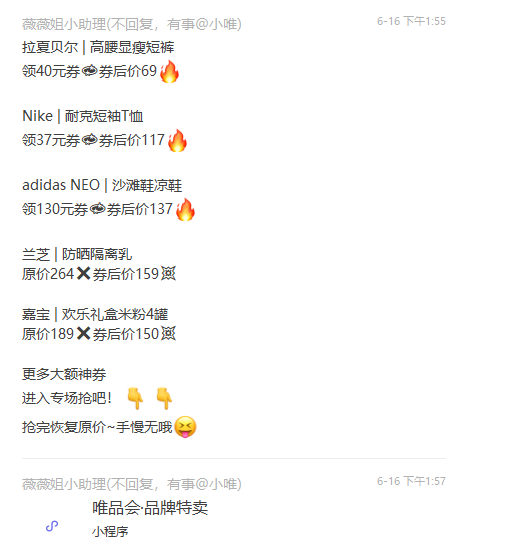 薇薇姐小助理(不回复，有事@小唯) 6-16 下午1:55
拉夏贝尔 | 高腰显瘦短裤
领40元券券后价69
Nike | 耐克短袖T恤
领37元券券后价117
adidas NEO | 沙滩鞋凉鞋
领130元券券后价137
兰芝 | 防晒隔离乳
原价264❌券后价159
嘉宝 | 欢乐礼盒米粉4罐
原价189❌券后价150
更多大额神券
进入专场抢吧！👇👇
抢完恢复原价~手慢无哦😝
薇薇姐小助理(不回复，有事@小唯) 6-16 下午1:57
唯品会·品牌特卖
小程序